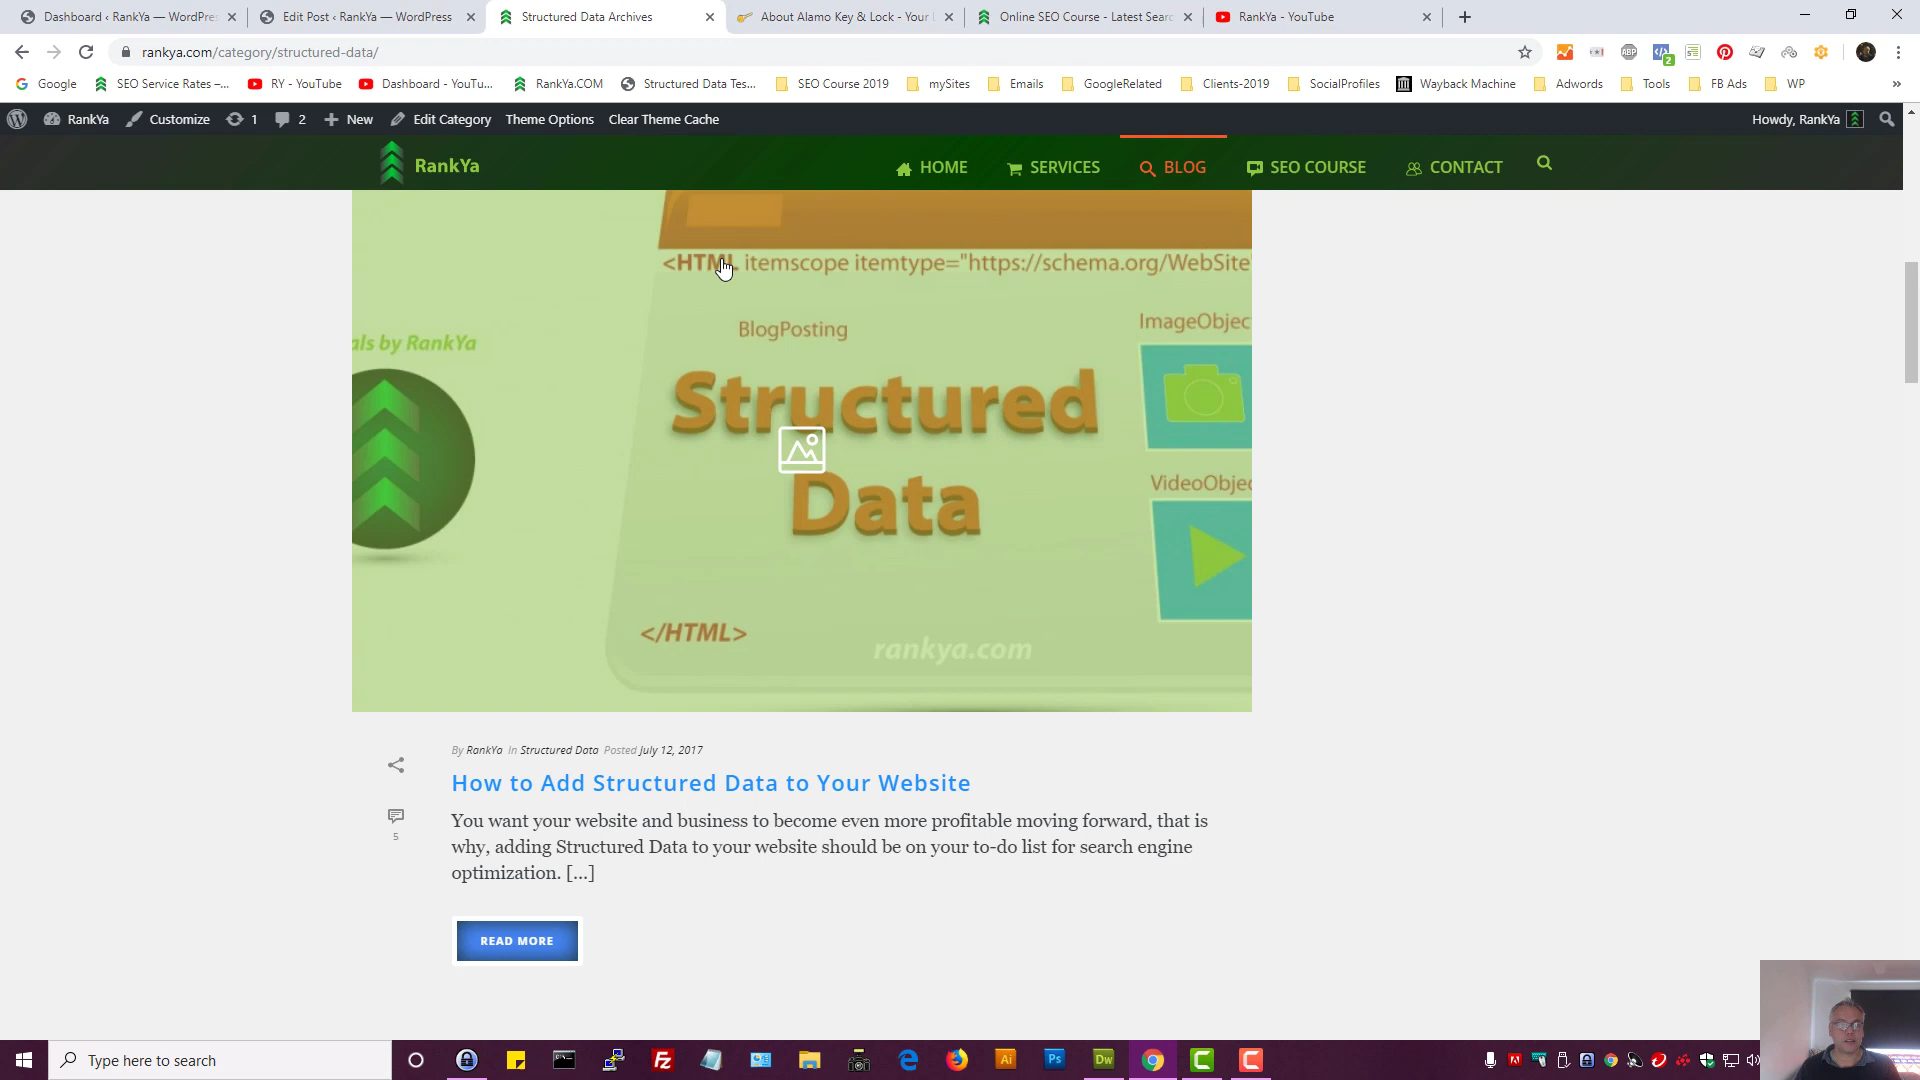 Dashboard ‹ RankYa — WordPre
Edit Post ‹ RankYa — WordPress
Structured Data Archives
About Alamo Key & Lock - Your
Online SEO Course - Latest Searc
RankYa - YouTube
rankya.com/category/structured-data/
2
Google
SEO Service Rates –...
RY - YouTube
Dashboard - YouTu...
RankYa.COM
Structured Data Tes...
SEO Course 2019
mySites
Emails
GoogleRelated
Clients-2019
SocialProfiles
Wayback Machine
Adwords
Tools
FB Ads
WP
»
RankYa
Customize
1
2
New
Edit Category
Theme Options
Clear Theme Cache
Howdy, RankYa
RankYa
HOME
SERVICES
BLOG
SEO COURSE
CONTACT
<HTML itemscope itemtype="https://schema.org/WebSite"
BlogPosting
ImageObjec
als by RankYa
Structured
Data
VideoObjec
</HTML>
rankya.com
By RankYa In Structured Data Posted July 12, 2017
How to Add Structured Data to Your Website
5
You want your website and business to become even more profitable moving forward, that is
why, adding Structured Data to your website should be on your to-do list for search engine
optimization. [...]
READ MORE
Type here to search
Fz
Ai
Ps
Dw